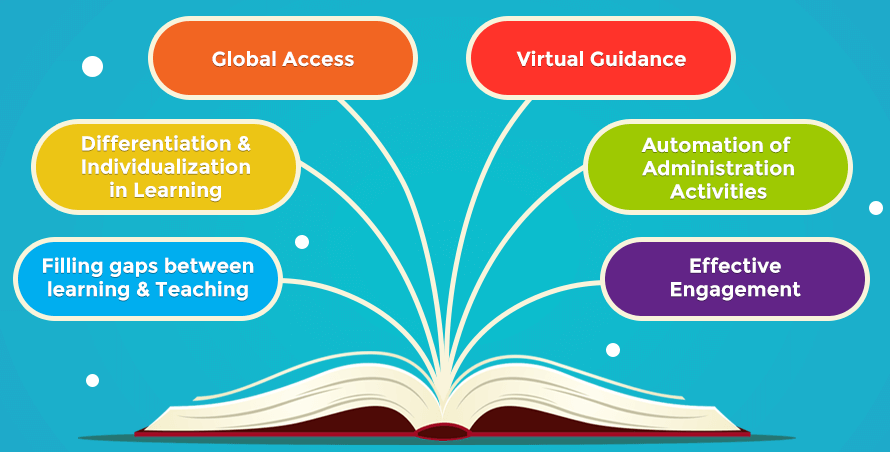 Global Access
Virtual Guidance
Differentiation &
Individualization
in Learning
Automation of
Administration
Activities
Filling gaps between
learning & Teaching
Effective
Engagement